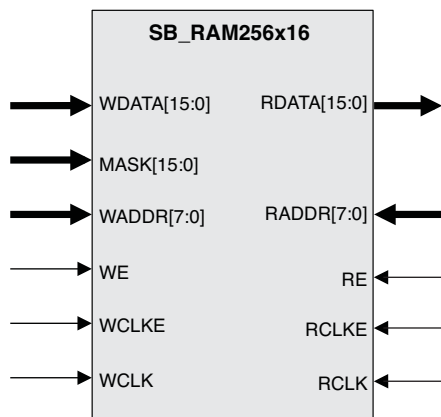 SB_RAM256x16
WDATA[15:0] RDATA[15:0]
MASK[15:0]
WADDR[7:0] RADDR[7:0]
WE RE
WCLKE RCLKE
WCLK RCLK